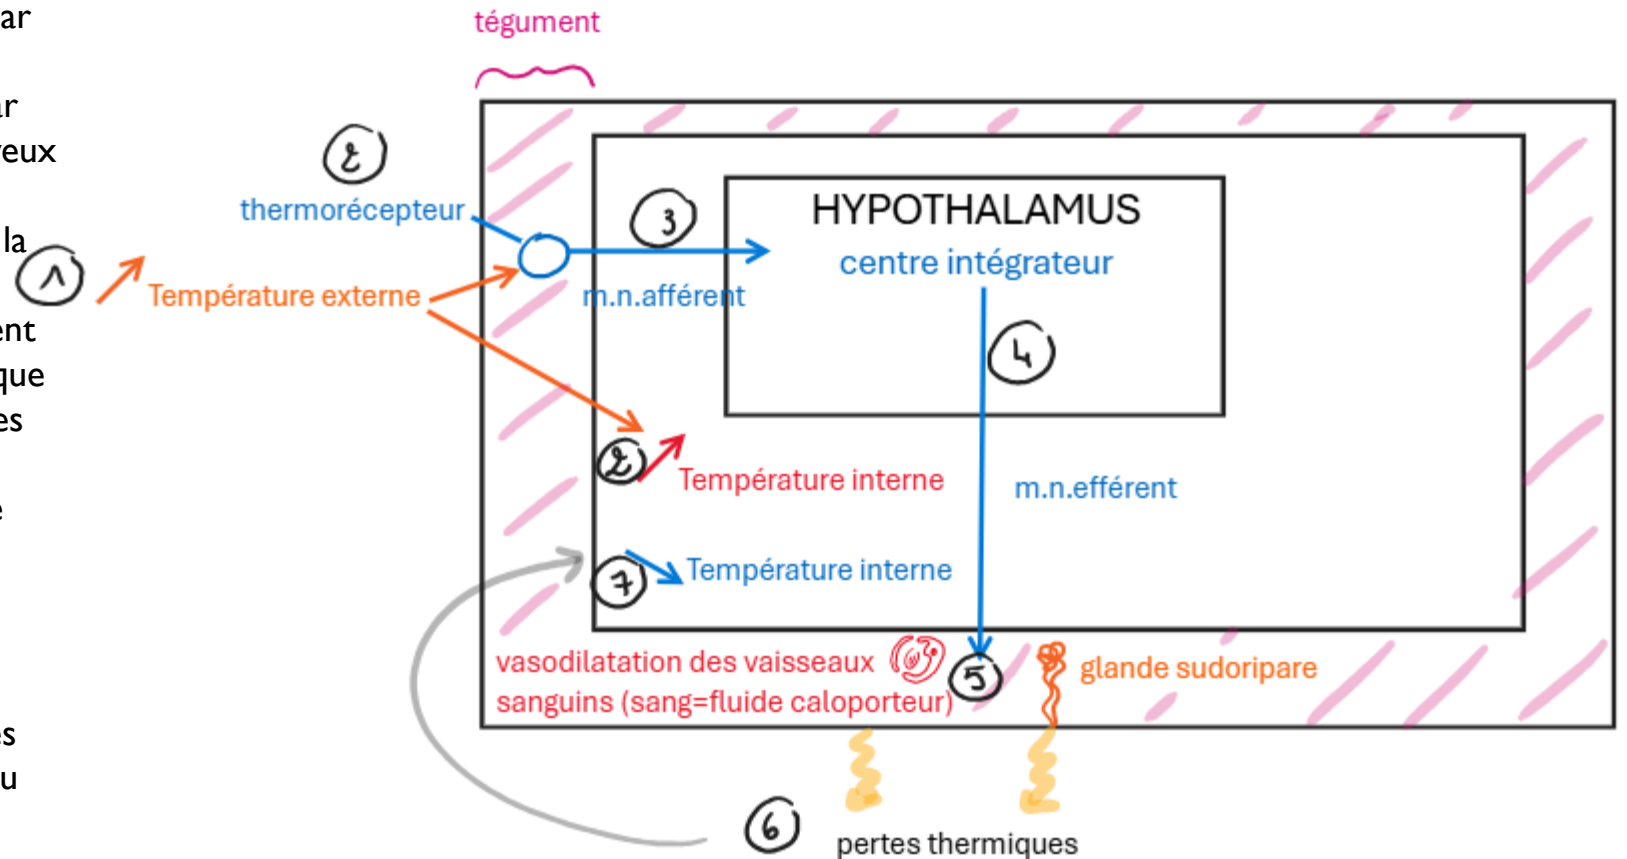 ar
tégument
ar
veux
2
thermorécepteur
3
HYPOTHALAMUS
centre intégrateur
la
1
Température externe
m.n.afférent
ent
4
que
es
2
Température interne
m.n.efférent
e
7
Température interne
vasodilatation des vaisseaux
sanguins (sang=fluide caloporteur)
5
glande sudoripare
es
u
6
pertes thermiques